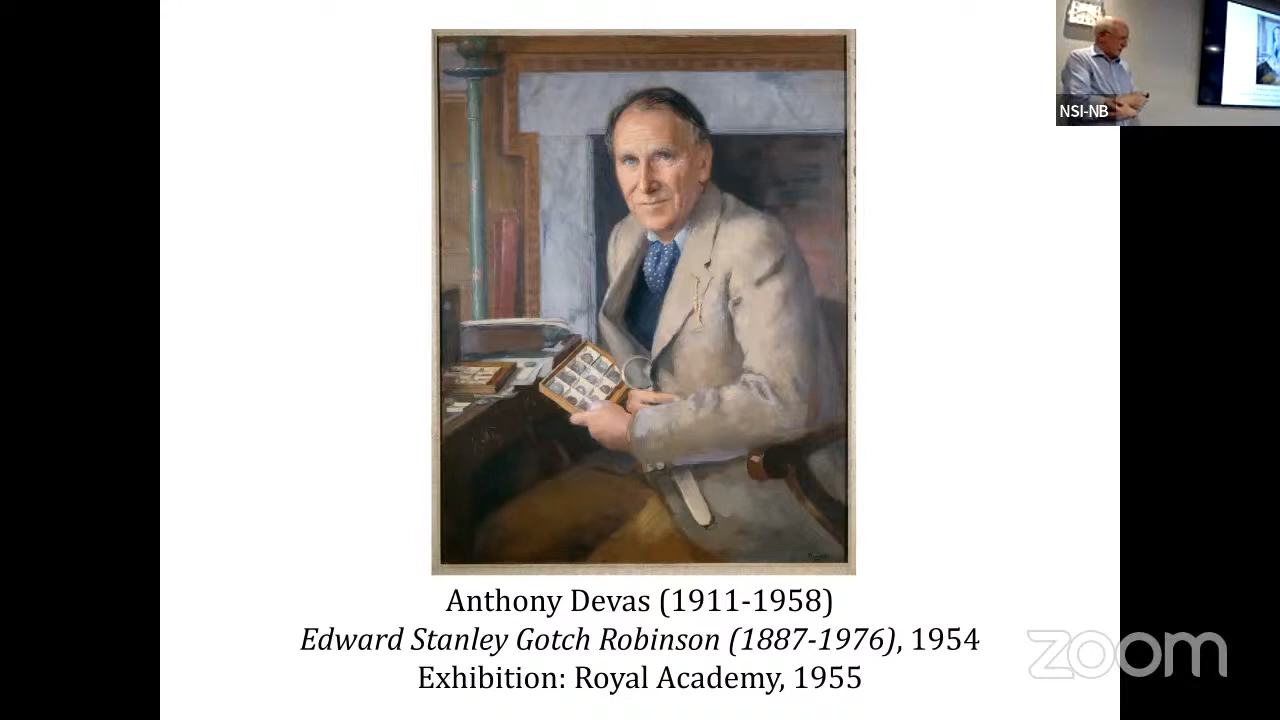 NSI-NB
Anthony Devas (1911-1958)
Edward Stanley Gotch Robinson (1887-1976), 1954
Exhibition: Royal Academy, 1955
zoom